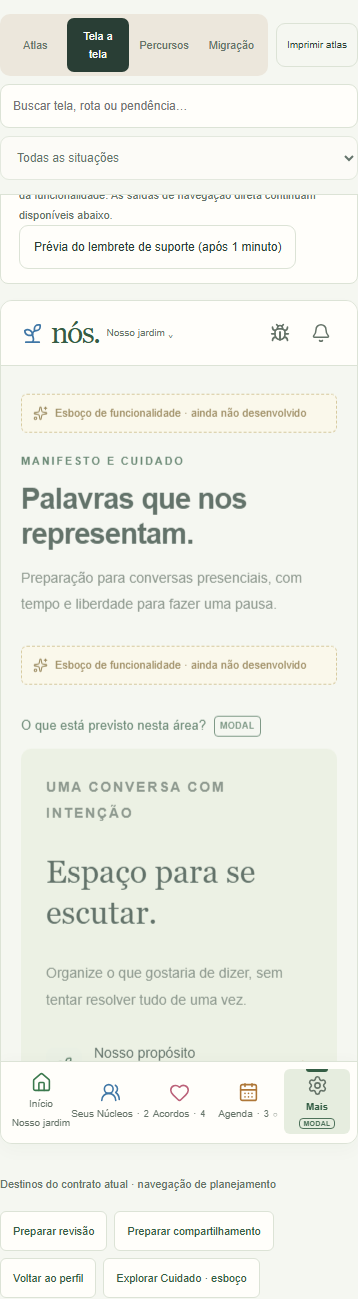 Atlas
Tela a
tela
Percursos
Migração
Imprimir atlas
Buscar tela, rota ou pendência...
Todas as situações
da funcionalidade. As saídas de navegação direta continuam
disponíveis abaixo.
Prévia do lembrete de suporte (após 1 minuto)
nós. Nosso jardim
Esboço de funcionalidade · ainda não desenvolvido
MANIFESTO E CUIDADO
Palavras que nos
representam.
Preparação para conversas presenciais, com
tempo e liberdade para fazer uma pausa.
Esboço de funcionalidade · ainda não desenvolvido
O que está previsto nesta área? MODAL
UMA CONVERSA COM
INTENÇÃO
Espaço para se
escutar.
Organize o que gostaria de dizer, sem
tentar resolver tudo de uma vez.
Nosso propósito
Início
Nosso jardim
Seus Núcleos · 2
Acordos · 4
Agenda · 3
Mais
MODAL
Destinos do contrato atual · navegação de planejamento
Preparar revisão
Preparar compartilhamento
Voltar ao perfil
Explorar Cuidado · esboço